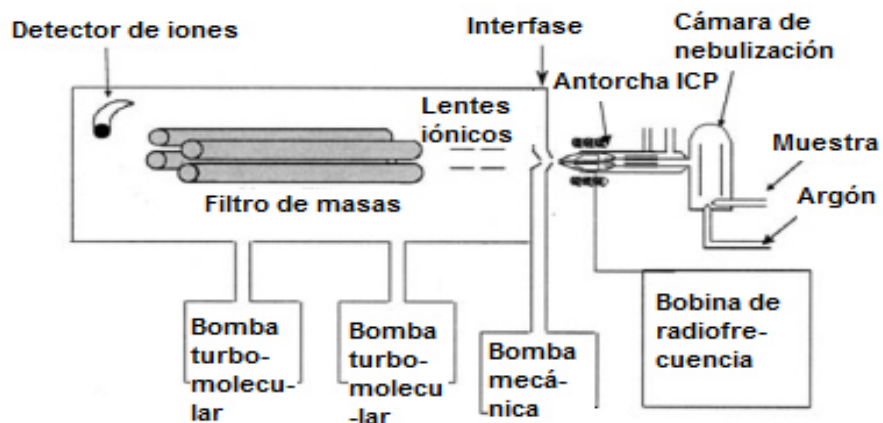 Detector de iones
Interfase
Cámara de
nebulización
Antorcha ICP
Lentes
iónicos
Muestra
Argón
Filtro de masas
Bomba
turbo-
molecu-
lar
Bomba
turbo-
molecu
-lar
Bomba
mecá-
nica
Bobina de
radiofre-
cuencia